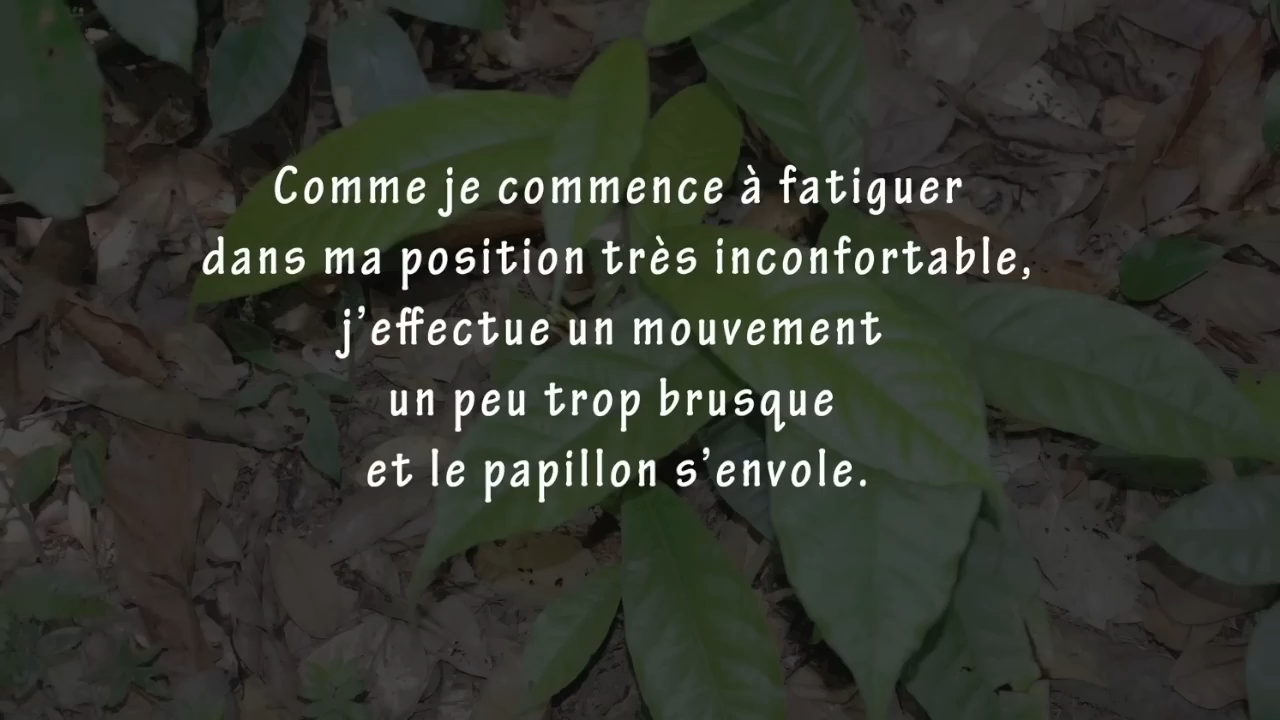 Comme je commence à fatiguer
dans ma position très inconfortable,
j’effectue un mouvement
un peu trop brusque
et le papillon s’envole.